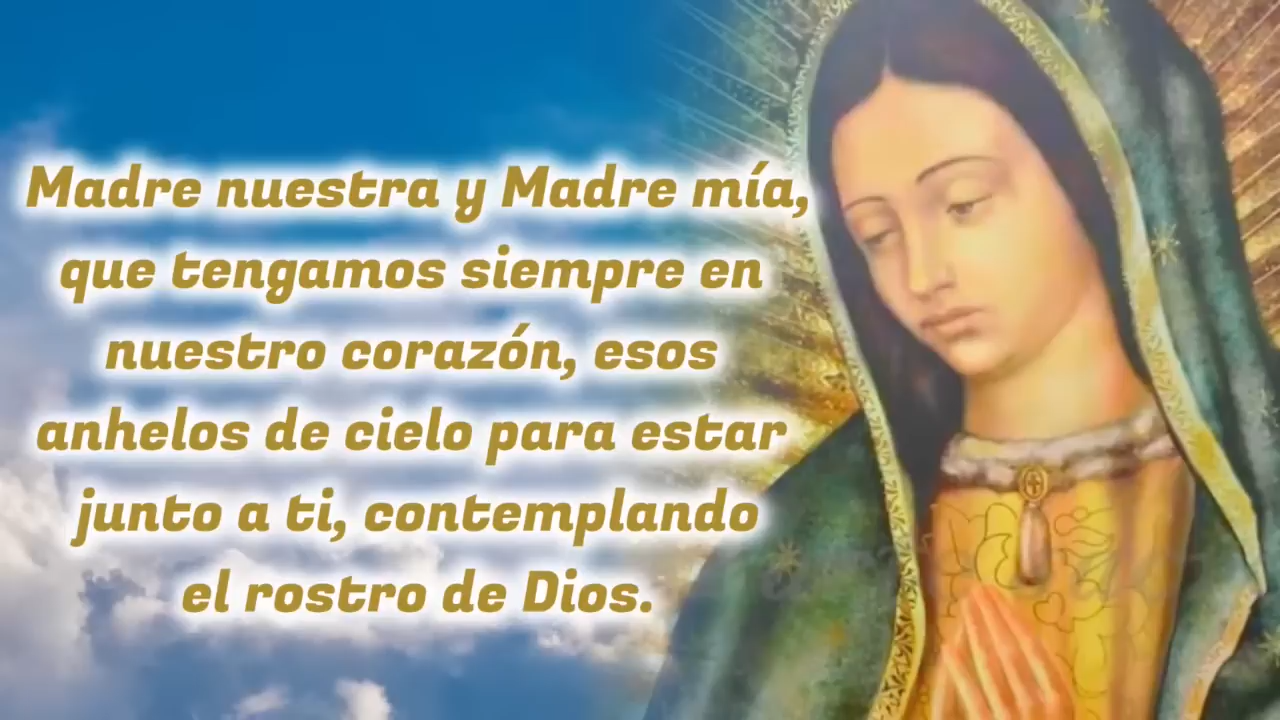 Madre nuestra y Madre mía,
que tengamos siempre en
nuestro corazón, esos
anhelos de cielo para estar
junto a ti, contemplando
el rostro de Dios.